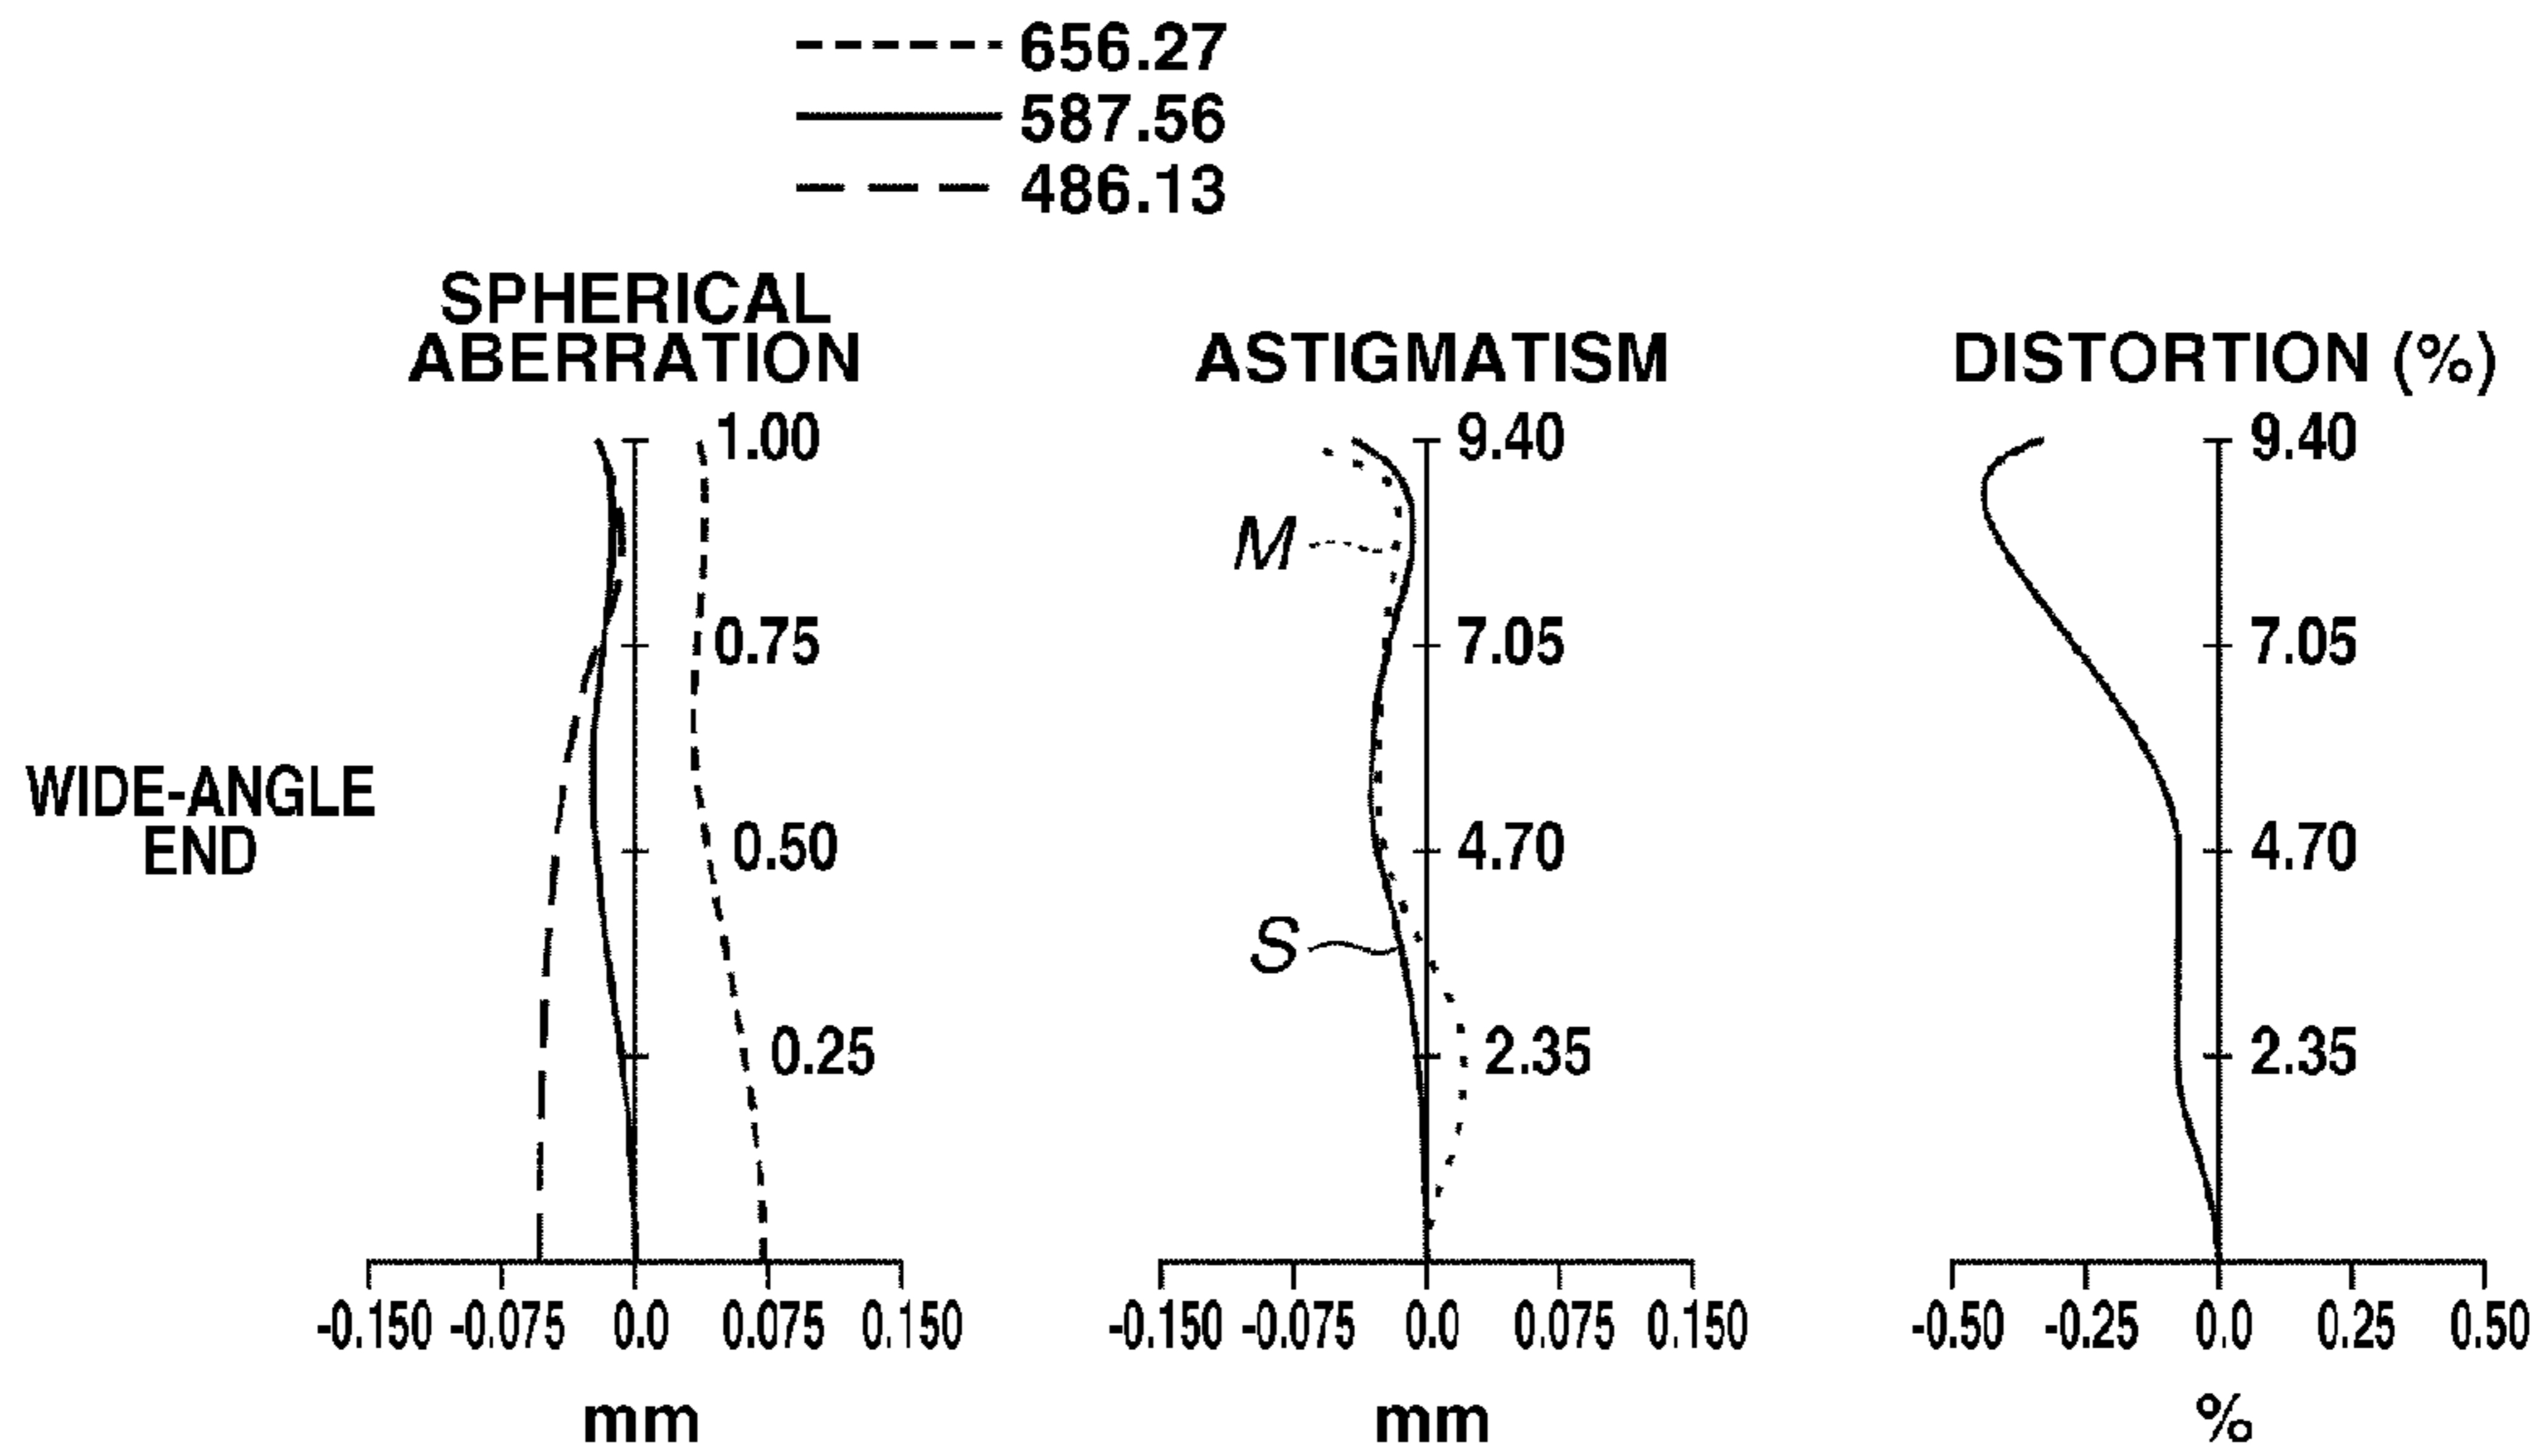 656.27
587.56
486.13
SPHERICAL
ABERRATION
1.00
0.75
0.50
0.25
-0.150 -0.075 0.0 0.075 0.150
mm
WIDE-ANGLE
END
ASTIGMATISM
9.40
M
7.05
4.70
S
2.35
-0.150 -0.075 0.0 0.075 0.150
mm
DISTORTION (%)
9.40
7.05
4.70
2.35
-0.50 -0.25 0.0 0.25 0.50
%